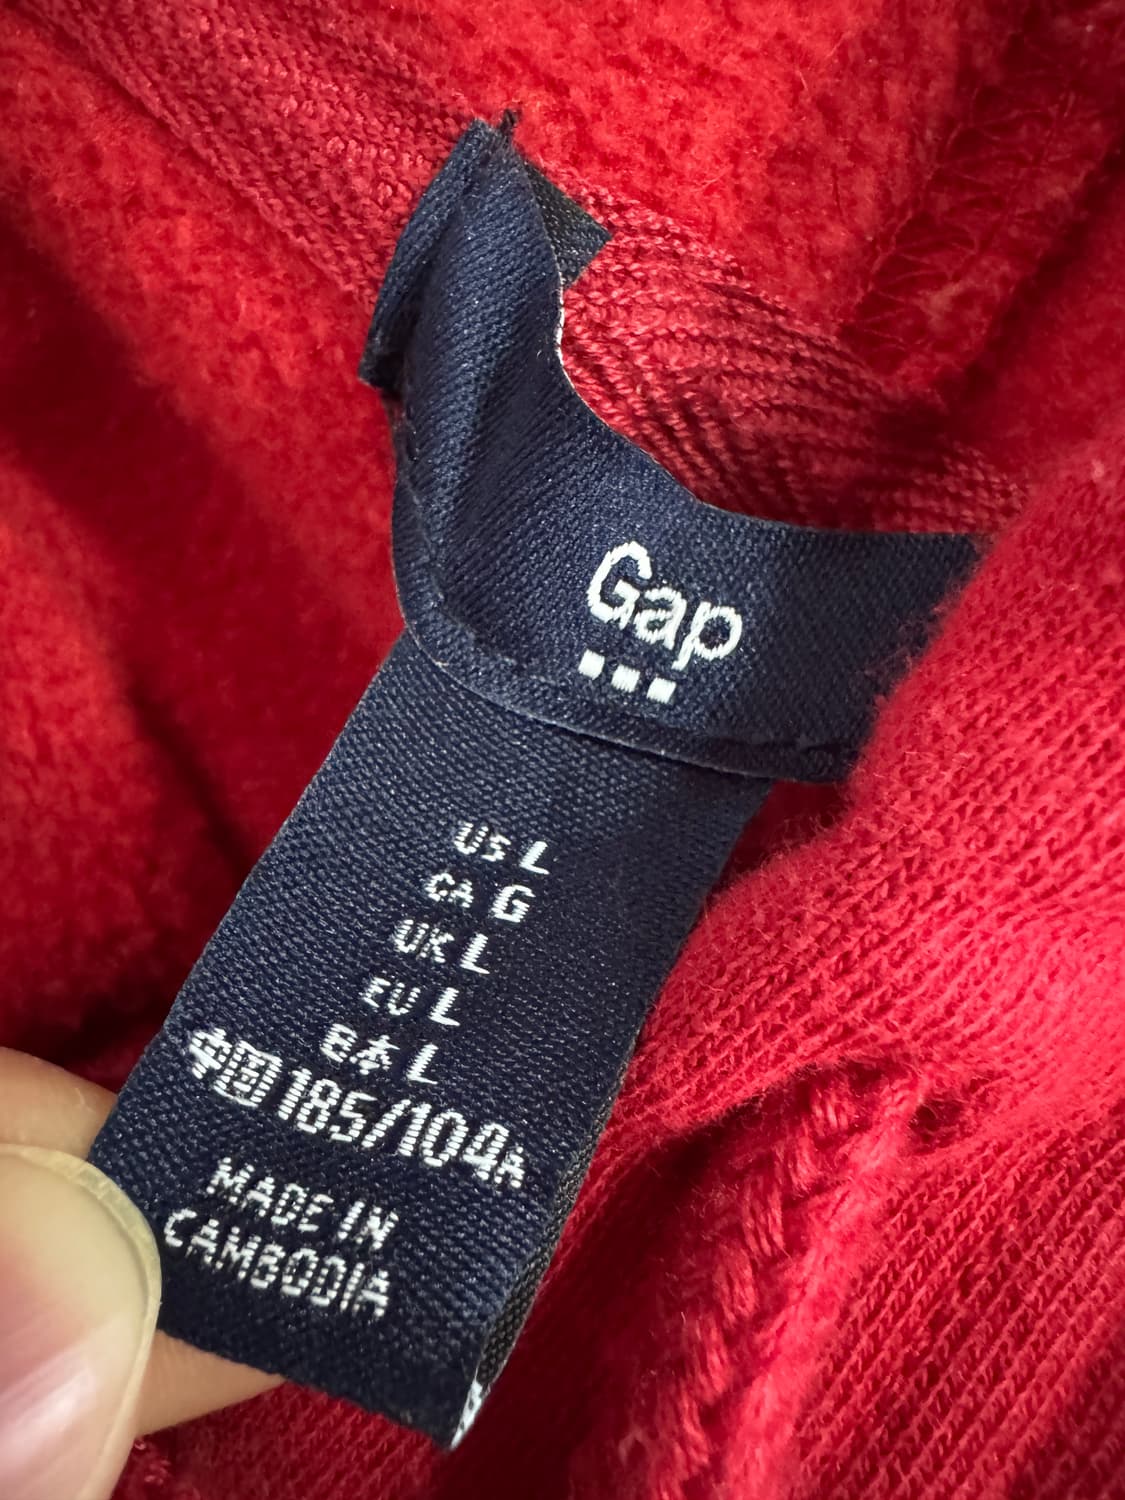 Gap
US L
CA G
UK L
EU L
日本 L
中国 185/104A
MADE IN
CAMBODIA